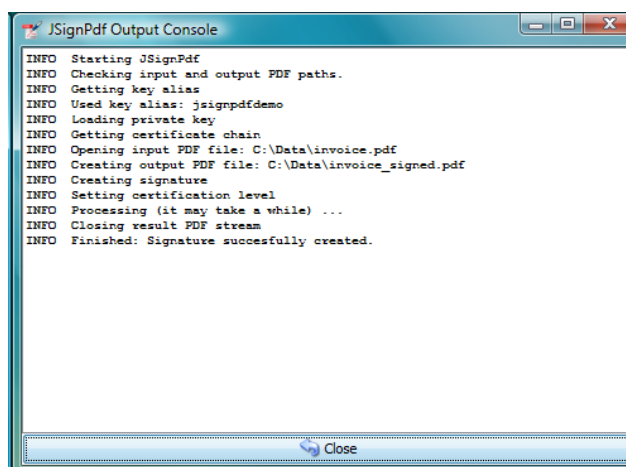 JSignPdf Output Console
INFO Starting JSignPdf
INFO Checking input and output PDF paths.
INFO Getting key alias
INFO Used key alias: jsignpdfdemo
INFO Loading private key
INFO Getting certificate chain
INFO Opening input PDF file: C:\Data\invoice.pdf
INFO Creating output PDF file: C:\Data\invoice_signed.pdf
INFO Creating signature
INFO Setting certification level
INFO Processing (it may take a while) ...
INFO Closing result PDF stream
INFO Finished: Signature succesfully created.
Close